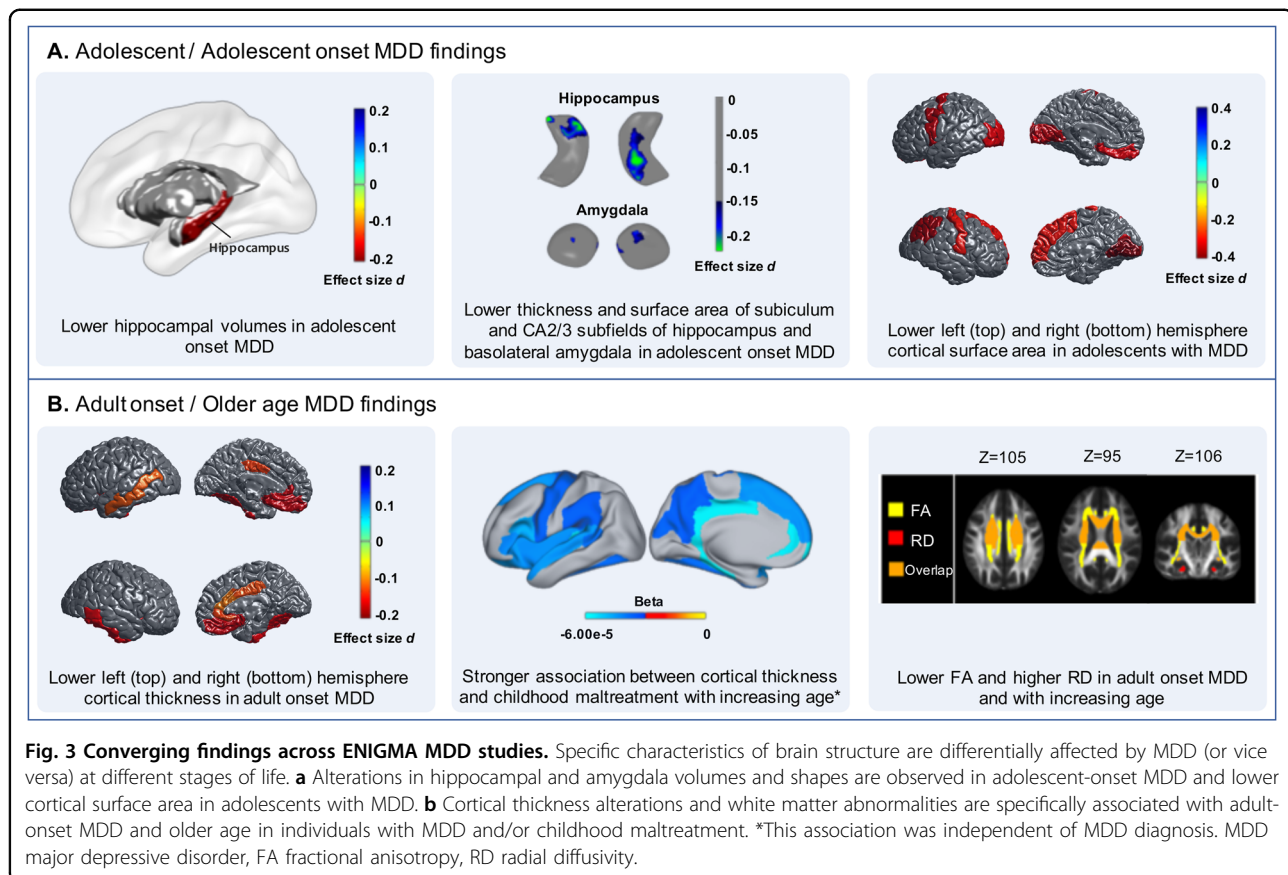 A. Adolescent / Adolescent onset MDD findings
0.2
0.1
0
-0.1
-0.2
Effect size d
Hippocampus
Lower hippocampal volumes in adolescent
onset MDD
Hippocampus
Amygdala
0
-0.05
-0.1
-0.15
-0.2
Effect size d
Lower thickness and surface area of subiculum
and CA2/3 subfields of hippocampus and
basolateral amygdala in adolescent onset MDD
0.4
0.2
0
-0.2
-0.4
Effect size d
Lower left (top) and right (bottom) hemisphere
cortical surface area in adolescents with MDD
B. Adult onset / Older age MDD findings
0.2
0.1
0
-0.1
-0.2
Effect size d
Lower left (top) and right (bottom) hemisphere
cortical thickness in adult onset MDD
Beta
-6.00e-5 0
Stronger association between cortical thickness
and childhood maltreatment with increasing age*
Z=105 Z=95 Z=106
FA
RD
Overlap
Lower FA and higher RD in adult onset MDD
and with increasing age
Fig. 3 Converging findings across ENIGMA MDD studies. Specific characteristics of brain structure are differentially affected by MDD (or vice
versa) at different stages of life. a Alterations in hippocampal and amygdala volumes and shapes are observed in adolescent-onset MDD and lower
cortical surface area in adolescents with MDD. b Cortical thickness alterations and white matter abnormalities are specifically associated with adult-
onset MDD and older age in individuals with MDD and/or childhood maltreatment. *This association was independent of MDD diagnosis. MDD
major depressive disorder, FA fractional anisotropy, RD radial diffusivity.